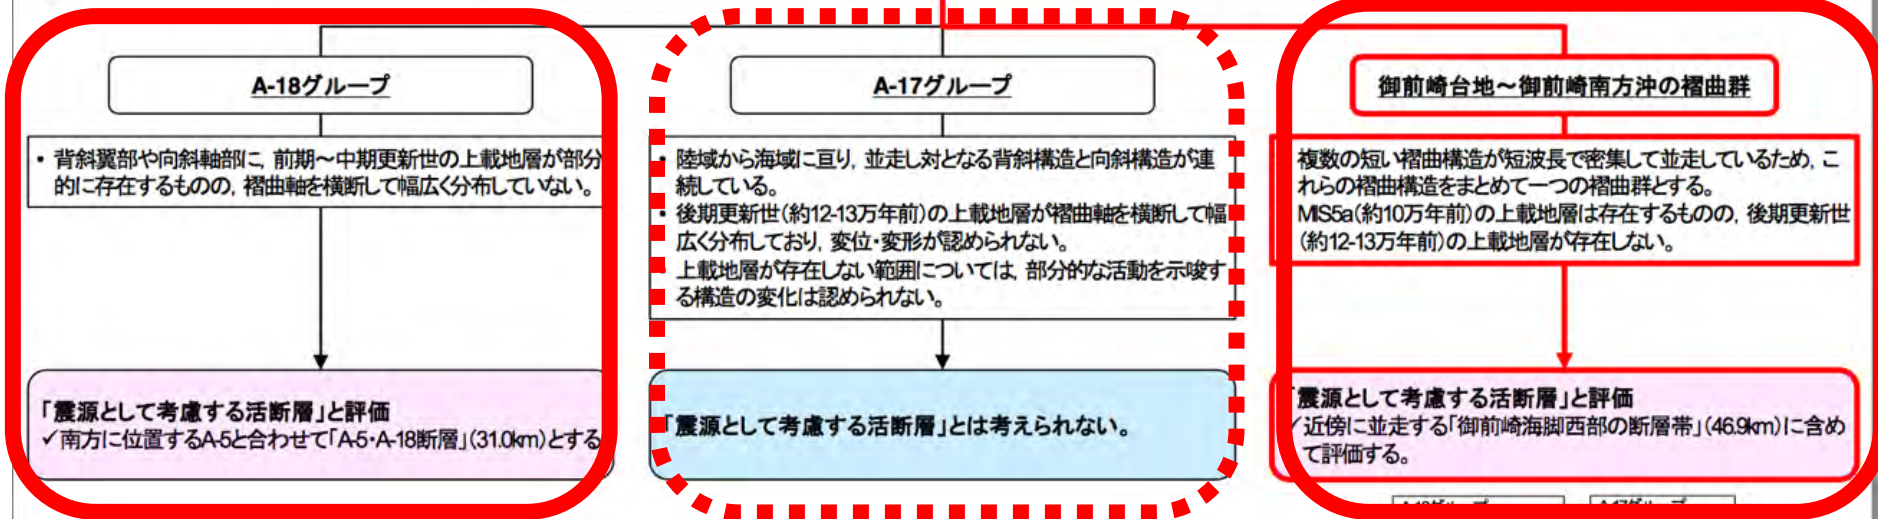 A-18グループ
・背斜翼部や向斜軸部に，前期～中期更新世の上載地層が部分
的に存在するものの，褶曲軸を横断して幅広く分布していない。
「震源として考慮する活断層」と評価
✓南方に位置するA-5と合わせて「A-5・A-18断層」(31.0km)とする
A-17グループ
・陸域から海域に亘り，並走し対となる背斜構造と向斜構造が連
続している。
・後期更新世(約12-13万年前)の上載地層が褶曲軸を横断して幅
広く分布しており，変位・変形が認められない。
上載地層が存在しない範囲については，部分的な活動を示唆す
る構造の変化は認められない。
「震源として考慮する活断層」とは考えられない。
御前崎台地～御前崎南方沖の褶曲群
複数の短い褶曲構造が短波長で密集して並走しているため，こ
れらの褶曲構造をまとめて一つの褶曲群とする。
MIS5a(約10万年前)の上載地層は存在するものの，後期更新世
(約12-13万年前)の上載地層が存在しない。
「震源として考慮する活断層」と評価
✓近傍に並走する「御前崎海脚西部の断層帯」(46.9km)に含め
て評価する。